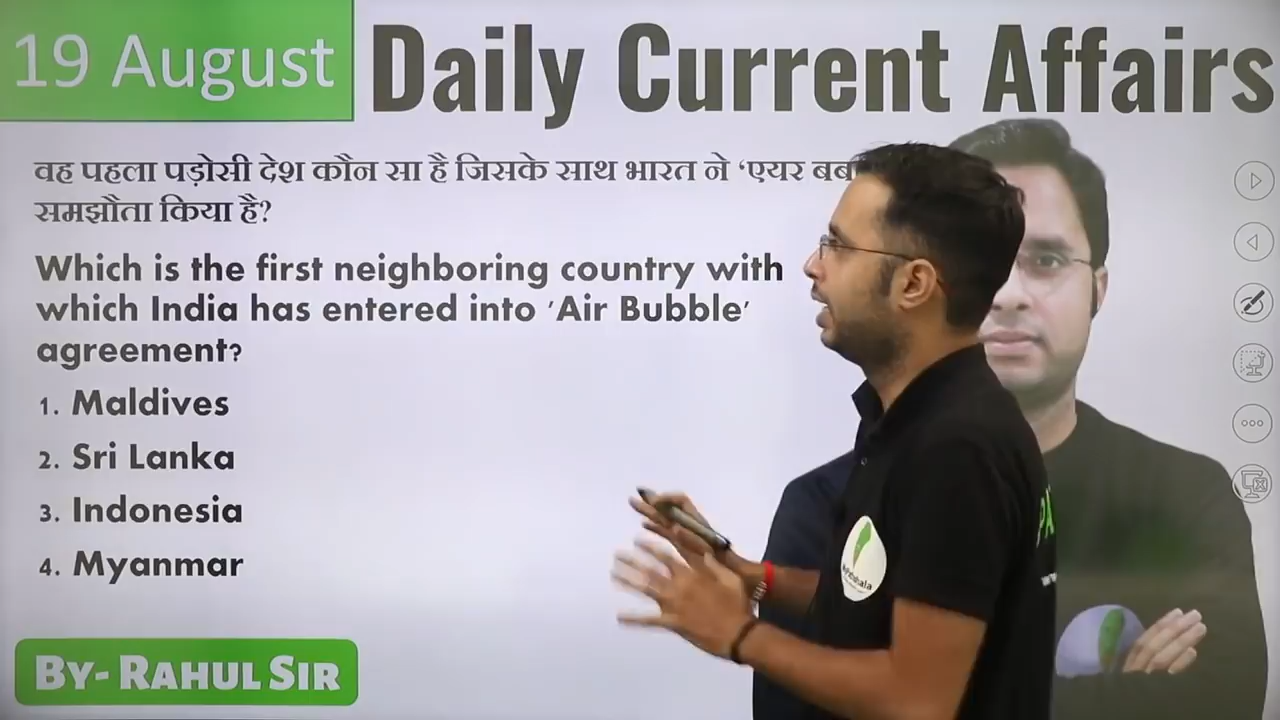 19 August
Daily Current Affairs
वह पहला पड़ोसी देश कौन सा है जिसके साथ भारत ने ‘एयर
समझौता किया है?
Which is the first neighboring country with
which India has entered into 'Air Bubble'
agreement?
1. Maldives
2. Sri Lanka
3. Indonesia
4. Myanmar
By- Rahul Sir